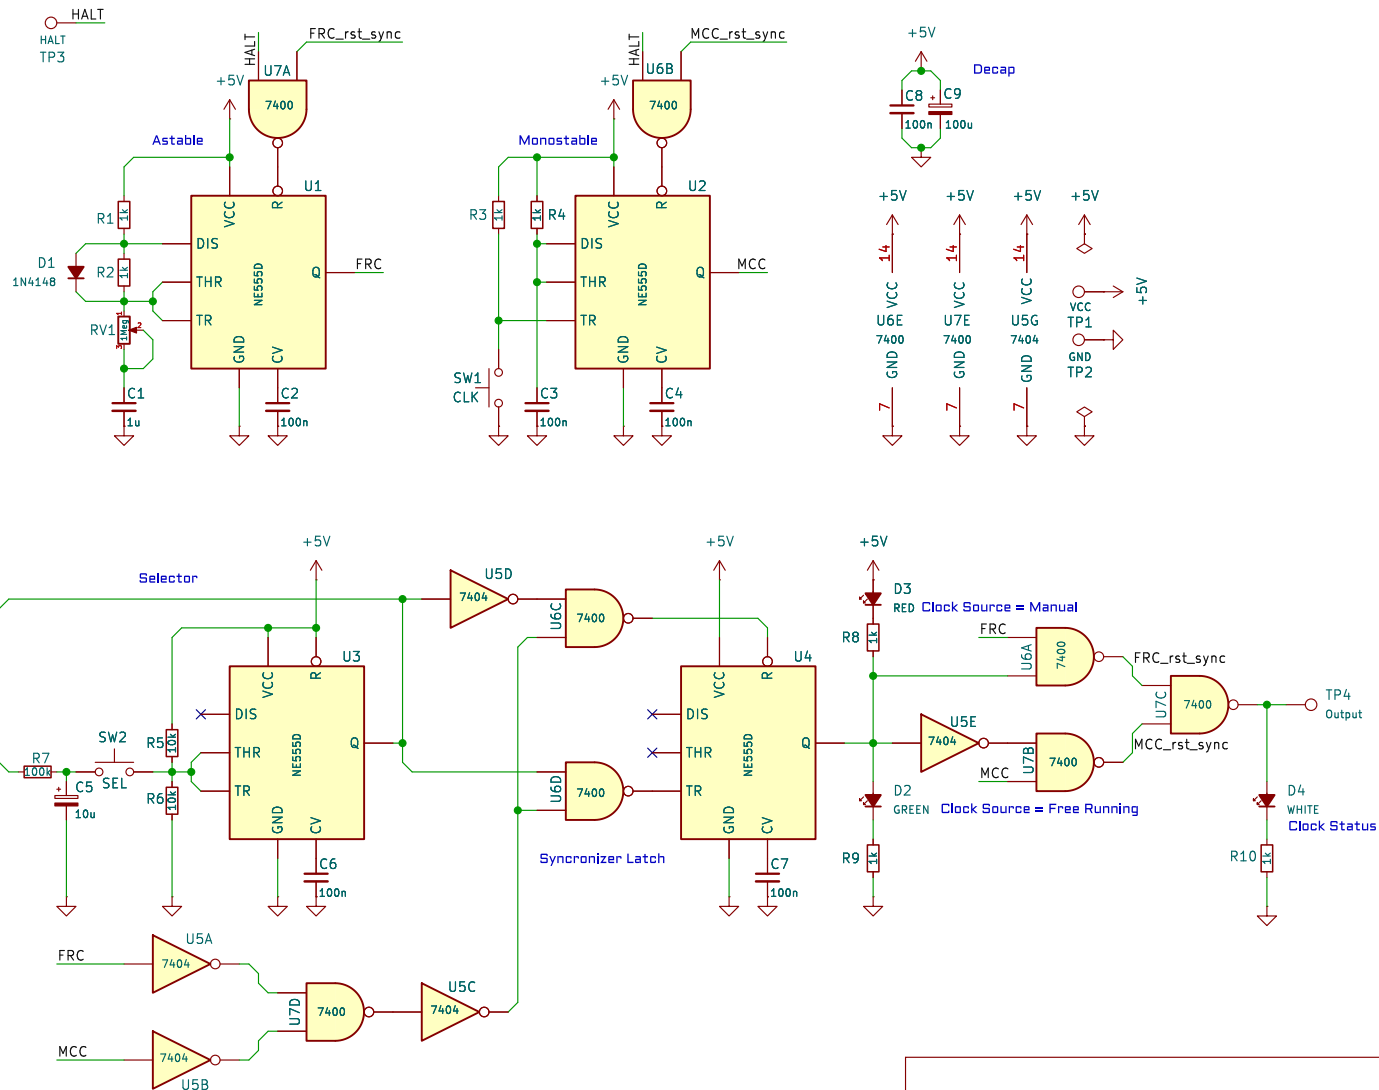 HALT
HALT
TP3
HALT
FRC_rst_sync
U7A
+5V
7400
Astable
U1
VCC
R
R1
1k
DIS
D1
1N4148
R2
1k
THR
Q
FRC
NE555D
RV1
1Meg
1
2
3
TR
GND
CV
C1
1u
C2
100n
HALT
MCC_rst_sync
U6B
+5V
7400
Monostable
U2
VCC
R
R3
1k
R4
1k
DIS
THR
Q
MCC
NE555D
TR
GND
CV
SW1
CLK
C3
100n
C4
100n
+5V
Decap
C8
100n
+
C9
100u
+5V
+5V
+5V
+5V
14
14
14
VCC
VCC
VCC
U6E
U7E
U5G
7400
7400
7404
GND
GND
GND
7
7
7
VCC
TP1
+5V
GND
TP2
Selector
+5V
U5D
7404
U6C
7400
U3
VCC
R
DIS
THR
Q
NE555D
TR
GND
CV
R7
100k
SW2
SEL
+
C5
10u
R5
10k
R6
10k
C6
100n
U6D
7400
Syncronizer Latch
+5V
U4
VCC
R
DIS
THR
Q
NE555D
TR
GND
CV
C7
100n
+5V
D3
RED
Clock Source = Manual
R8
1k
FRC
U6A
7400
FRC_rst_sync
U5E
7404
U7B
7400
MCC
MCC_rst_sync
U7C
7400
TP4
Output
D2
GREEN
Clock Source = Free Running
R9
1k
D4
WHITE
Clock Status
R10
1k
FRC
U5A
7404
MCC
7404
U5B
U7D
7400
U5C
7404